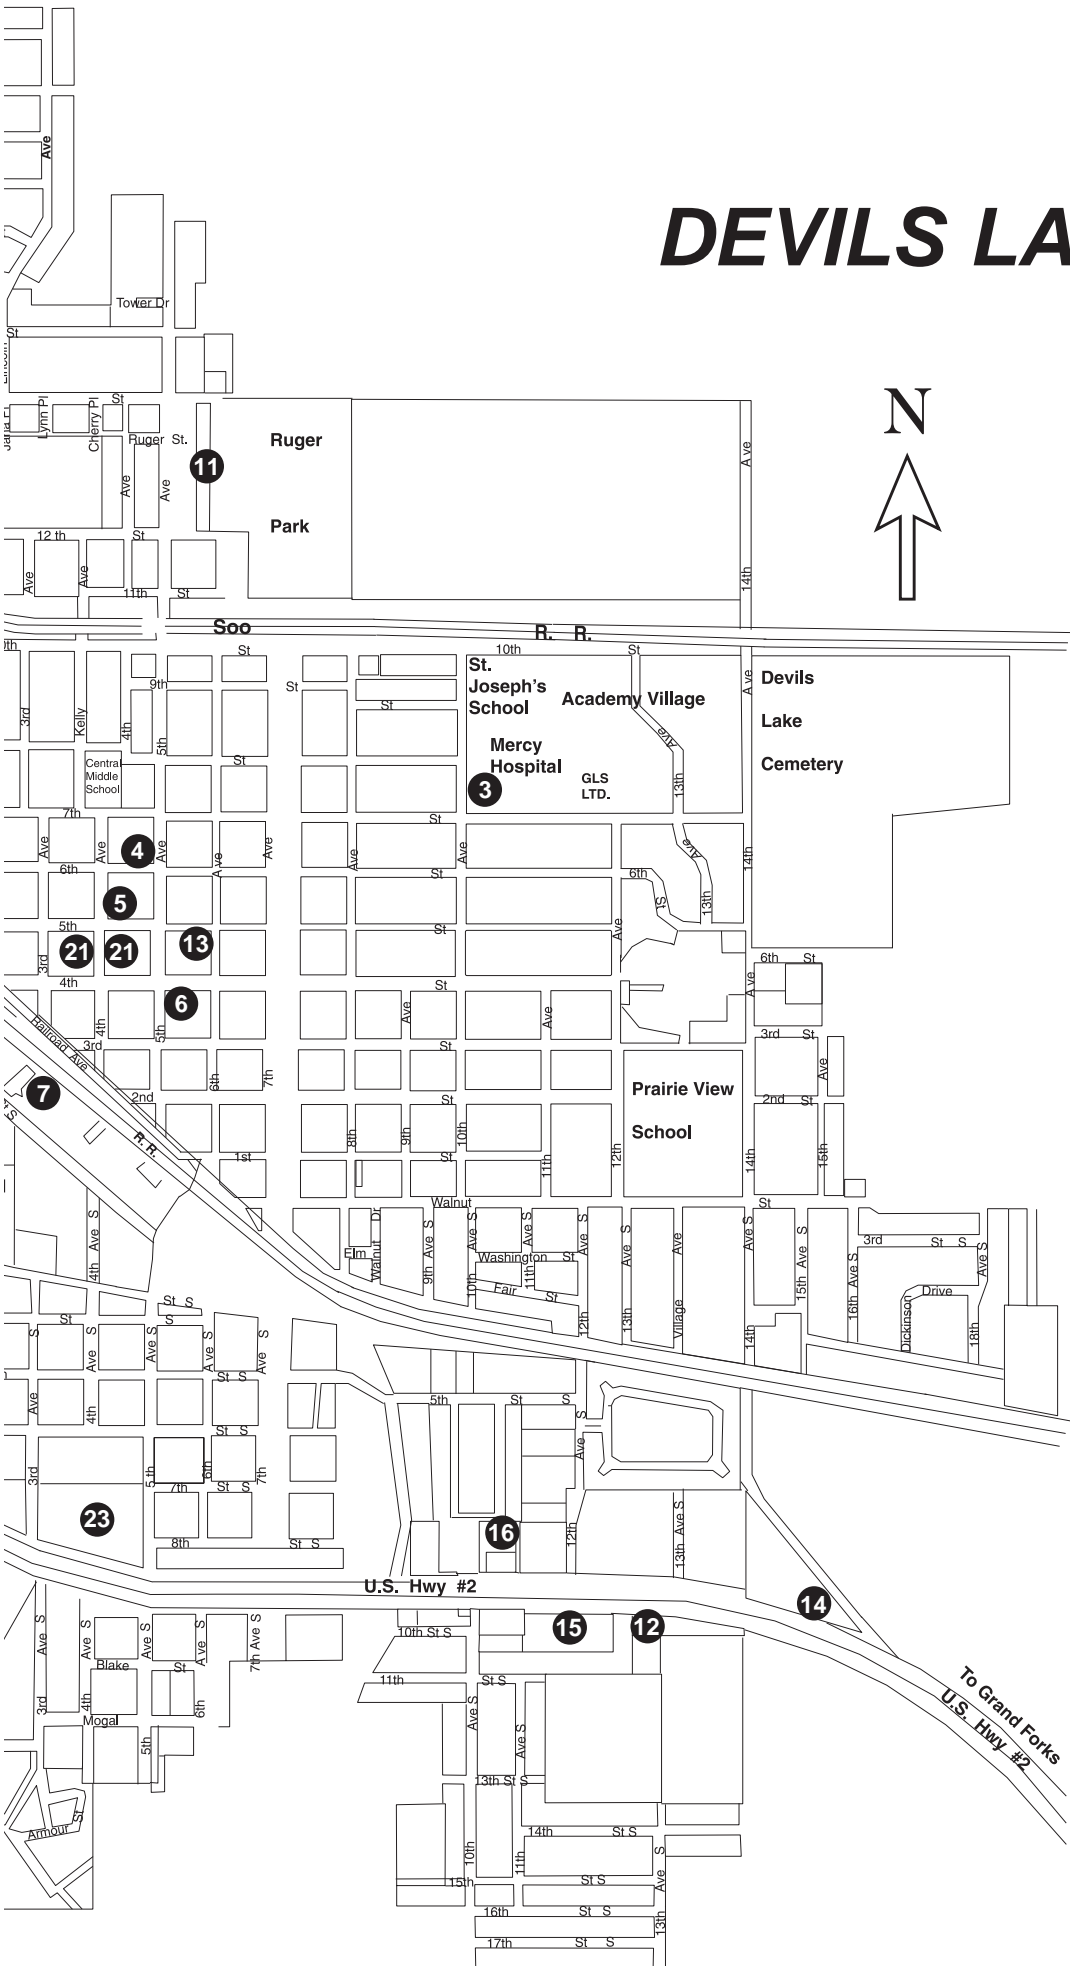 Ave
DEVILS LA
Tower Dr
St
Lincoln
N
Lynn Pl
Cherry Pl
St
Ruger St.
Ruger
Park
11
Ave
Ave
Ave
12 th
St
Ave
Ave
14th
11th
St
Soo
R. R.
10th
St
St
St.
Joseph's
School
Academy Village
Ave
Devils
Lake
Cemetery
9th
St
St
3rd
Kelly
4th
5th
St
Mercy
Hospital
GLS
LTD.
Ave
13th
Central
Middle
School
3
7th
St
Ave
Ave
4
Ave
Ave
Ave
Ave
Ave
Ave
14th
6th
St
6th
St
13th
5
5th
St
Ave
3rd
21
21
13
4th
St
6th
St
Ave
6
4th
5th
Ave
Ave
Railroad Ave
3rd
St
3rd
St
7
6th
7th
Prairie View
School
Ave
2nd
St
2nd
St
St S
R. R.
8th
9th
10th
11th
12th
14th
15th
1st
St
Walnut
St
4th Ave S
Elm
Walnut Dr
9th Ave S
10th Ave S
Ave S
11th
Washington St
Fair St
12th Ave S
13th Ave S
Village Ave
14th Ave S
15th Ave S
16th Ave S
3rd St S
Dickinson
Drive
18th Ave S
St S
St
S
Ave S
Ave S
Ave S
Ave S
St S
Ave
4th
5th St S
Ave S
St S
3rd
5 th
6th
7th
7th
St S
23
16
12th
13th Ave S
8th
St S
U.S. Hwy #2
14
15
12
10th St S
Ave S
Ave S
Ave S
Ave S
7th Ave S
Blake
St
11th
St S
3rd
4th
6th
Mogal
5th
Ave S
Ave S
To Grand Forks
U.S. Hwy #2
13th St S
Armour
St
14th
St S
10th
11th
Ave S
15th
St S
16th
St S
13th
17th
St S